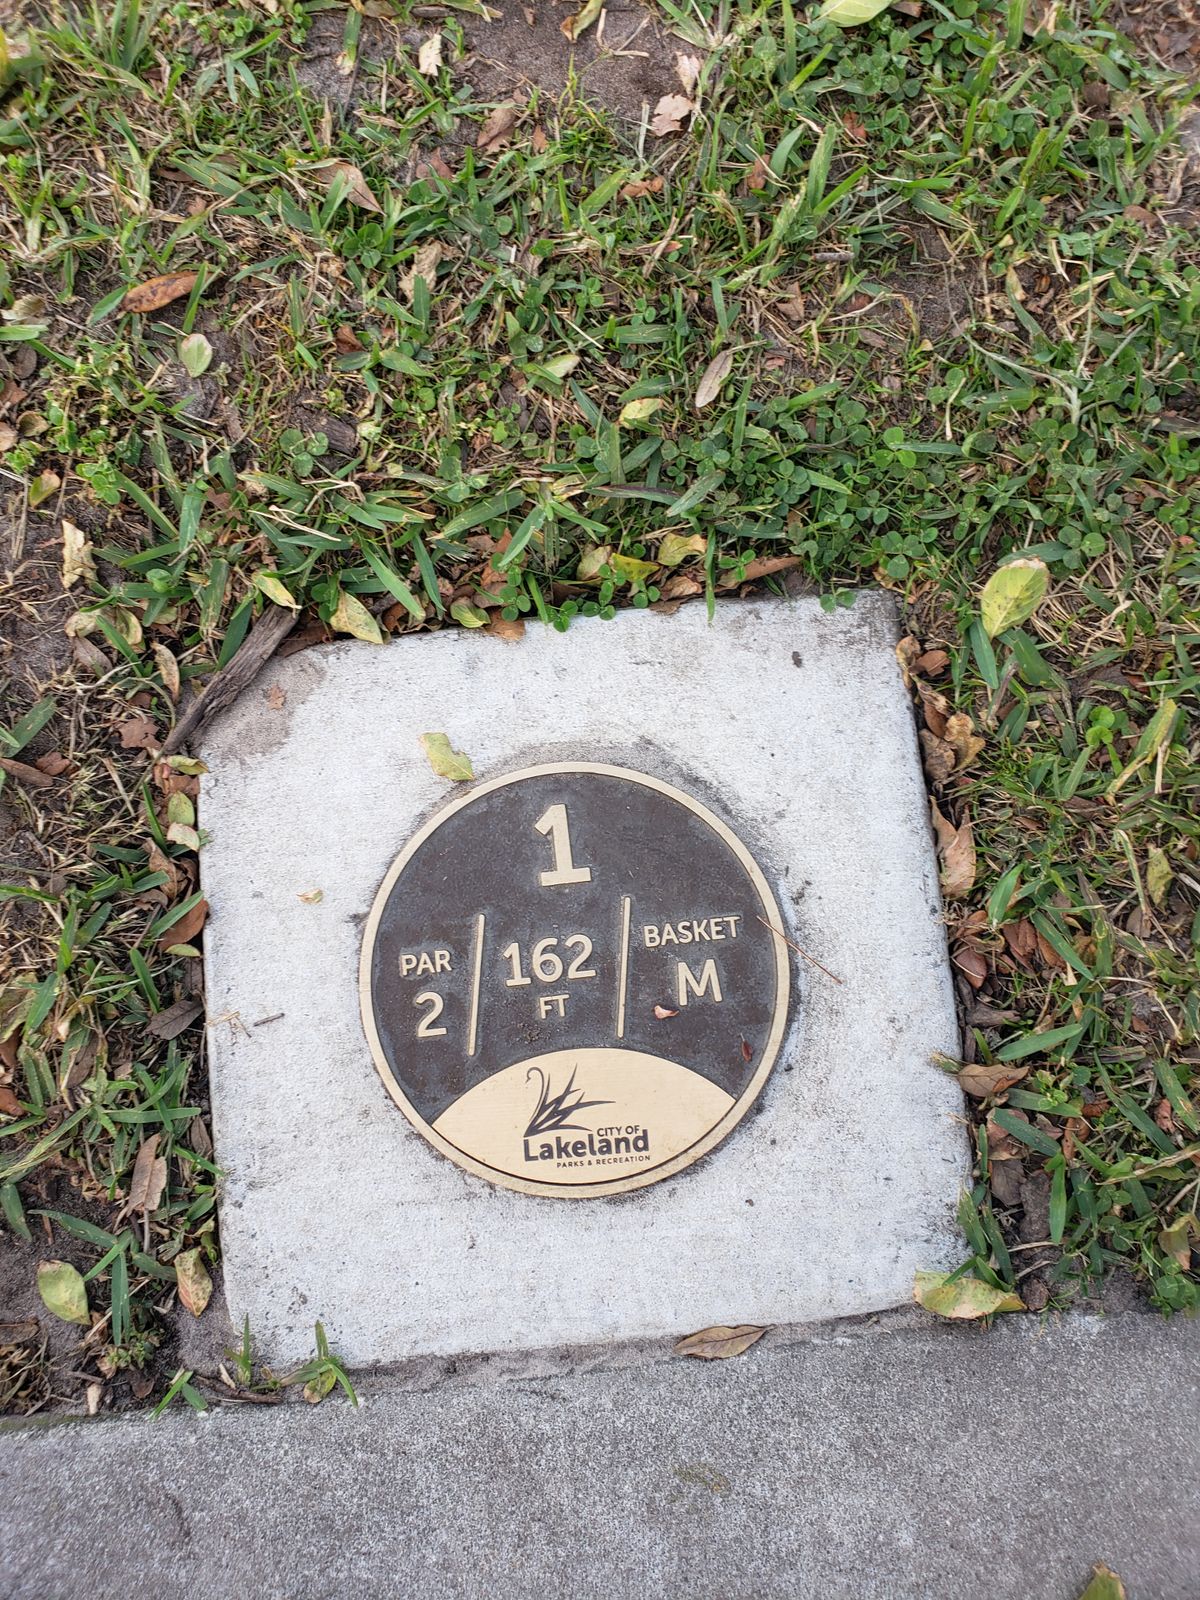 1
PAR
2
162
FT
BASKET
M
CITY OF
Lakeland
PARKS & RECREATION